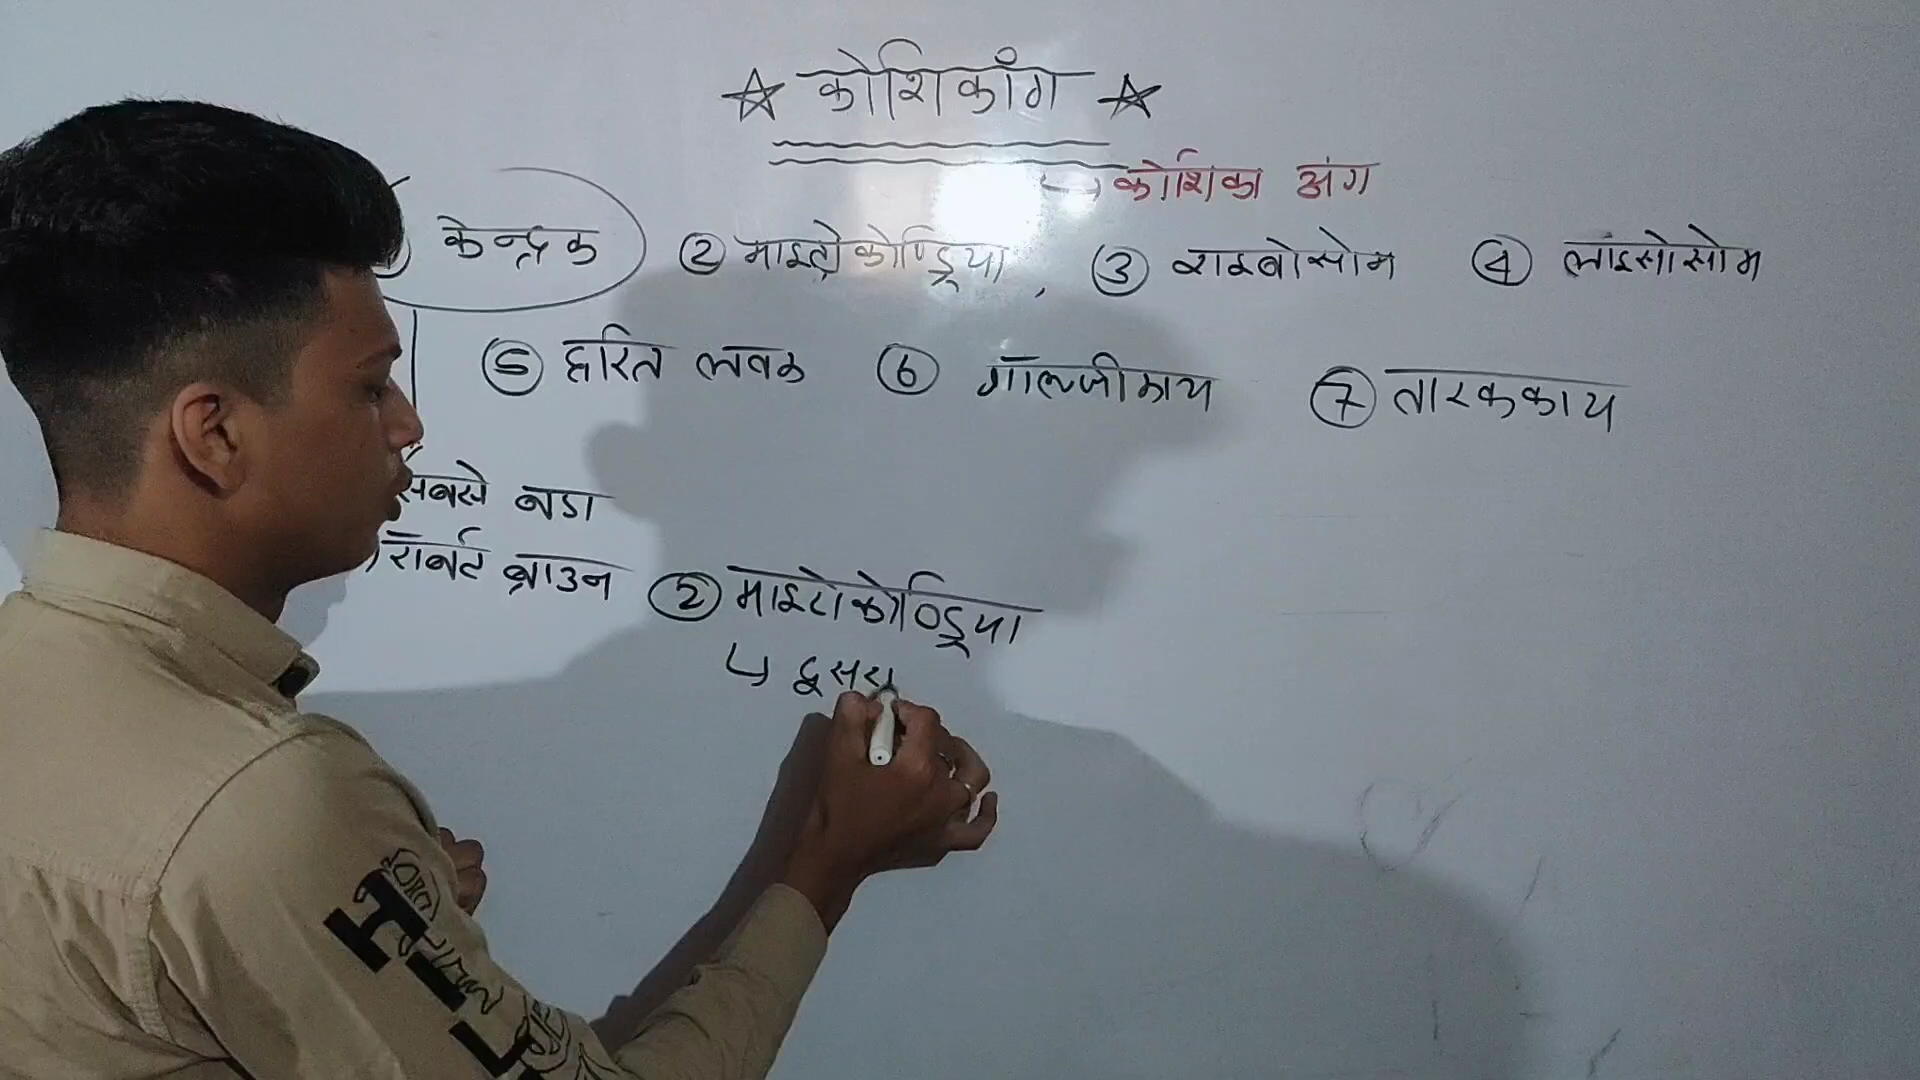 कोशिकाँग
कोशिका अंग
केन्द्रक ② माइट्रोकोण्ड्रिया, ③ राइबोसोम ④ लाइसोसोम
⑤ हरित लवक ⑥ गॉल्जीकाय ⑦ तारककाय
सबसे बडा
रॉबर्ट ब्राउन
② माइटोकोण्ड्रिया
↳ दूसरा